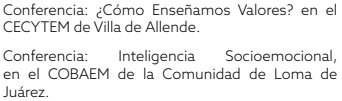 Conferencia: ¿Cómo Enseñamos Valores? en el
CECYTEM de Villa de Allende.
Conferencia: Inteligencia Socioemocional,
en el COBAEM de la Comunidad de Loma de
Juárez.